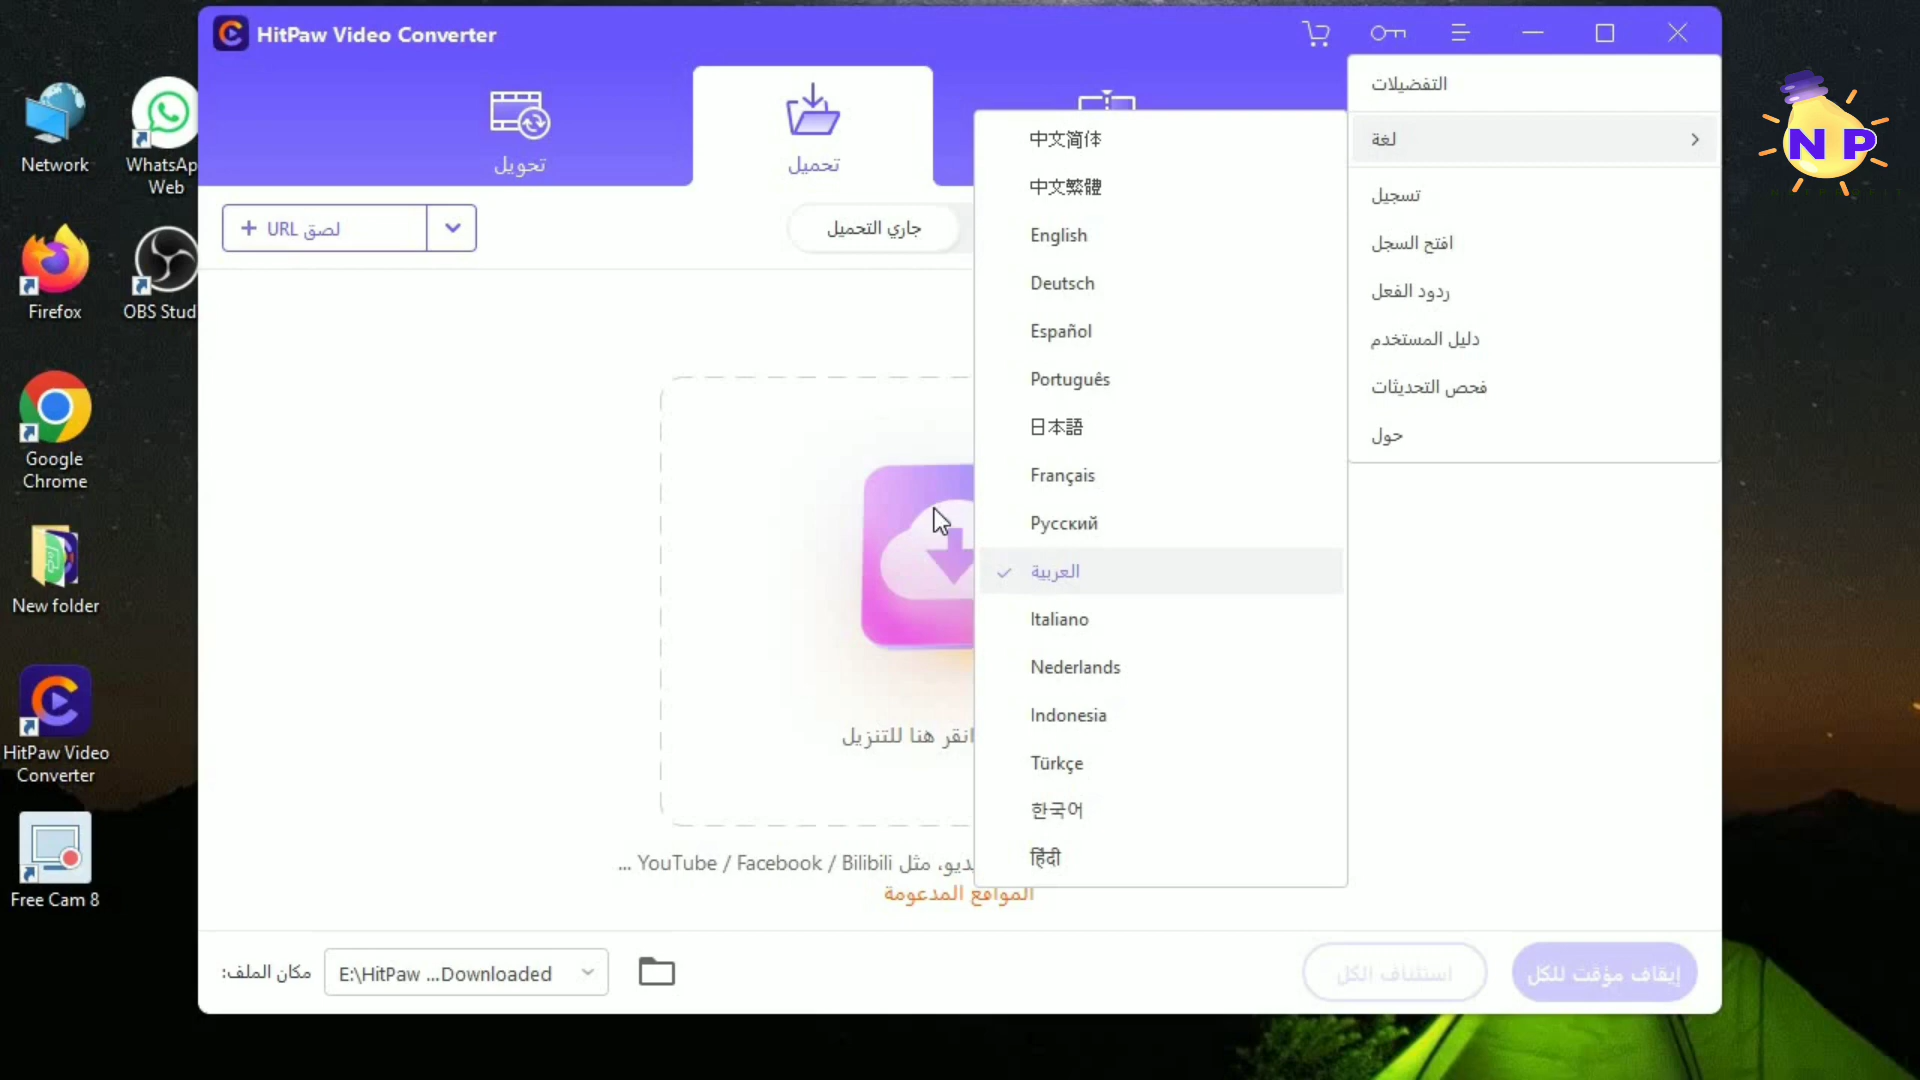 HitPaw Video Converter
Network
WhatsAp
Web
Firefox
OBS Stud
Google
Chrome
New folder
HitPaw Video
Converter
Free Cam 8
تحويل
تحميل
لصق URL
جاري التحميل
انقر هنا للتنزيل
ديو، مثل YouTube / Facebook / Bilibili ...
المواقع المدعومة
مكان الملف:
E:\HitPaw ...Downloaded
استئناف الكل
إيقاف مؤقت للكل
中文简体
中文繁體
English
Deutsch
Español
Português
日本語
Français
Русский
العربية
Italiano
Nederlands
Indonesia
Türkçe
한국어
हिंदी
التفضيلات
لغة
تسجيل
افتح السجل
ردود الفعل
دليل المستخدم
فحص التحديثات
حول
N P